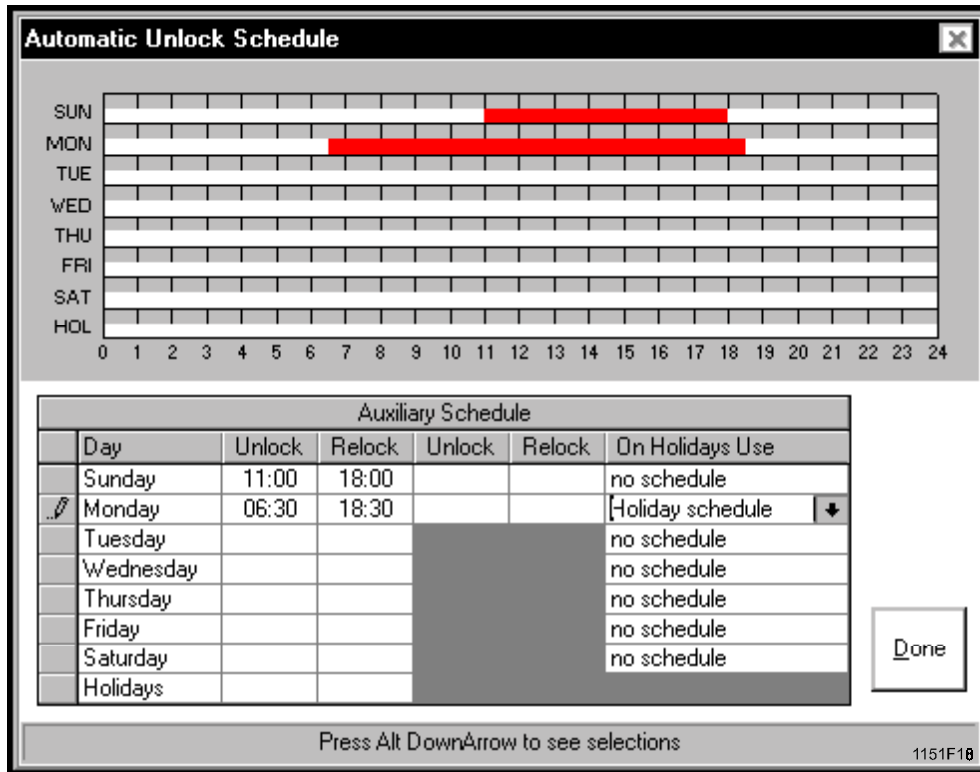 Automatic Unlock Schedule
SUN
MON
TUE
WED
THU
FRI
SAT
HOL
0 1 2 3 4 5 6 7 8 9 10 11 12 13 14 15 16 17 18 19 20 21 22 23 24
Auxiliary Schedule
Day Unlock Relock Unlock Relock On Holidays Use
Sunday 11:00 18:00 no schedule
Monday 06:30 18:30 Holiday schedule
Tuesday no schedule
Wednesday no schedule
Thursday no schedule
Friday no schedule
Saturday no schedule
Holidays
Done
Press Alt DownArrow to see selections